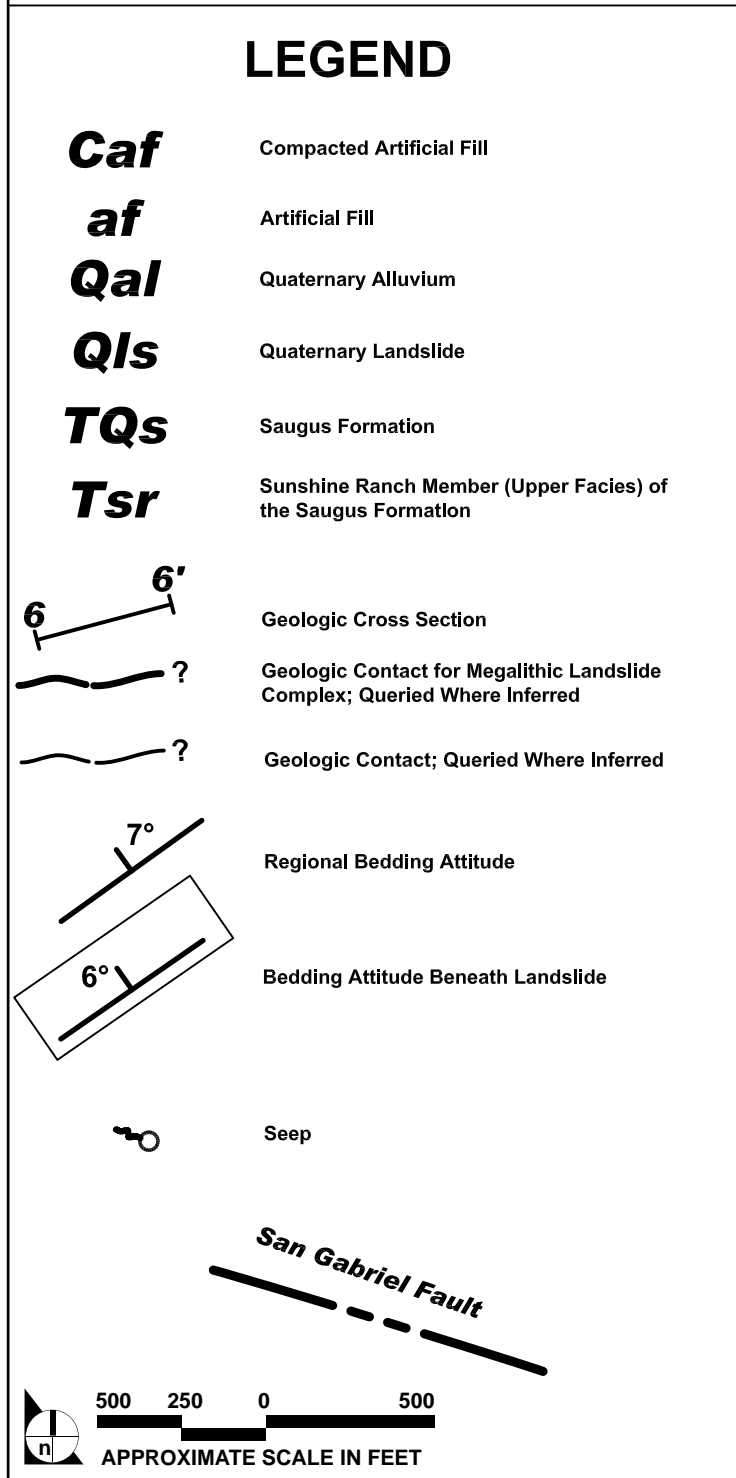 LEGEND
Caf Compacted Artificial Fill
af Artificial Fill
Qal Quaternary Alluvium
Qls Quaternary Landslide
TQs Saugus Formation
Tsr Sunshine Ranch Member (Upper Facies) of
the Saugus Formation
6 6' Geologic Cross Section
? Geologic Contact for Megalithic Landslide
Complex; Queried Where Inferred
? Geologic Contact; Queried Where Inferred
7° Regional Bedding Attitude
6° Bedding Attitude Beneath Landslide
Seep
San Gabriel Fault
n
500 250 0 500
APPROXIMATE SCALE IN FEET